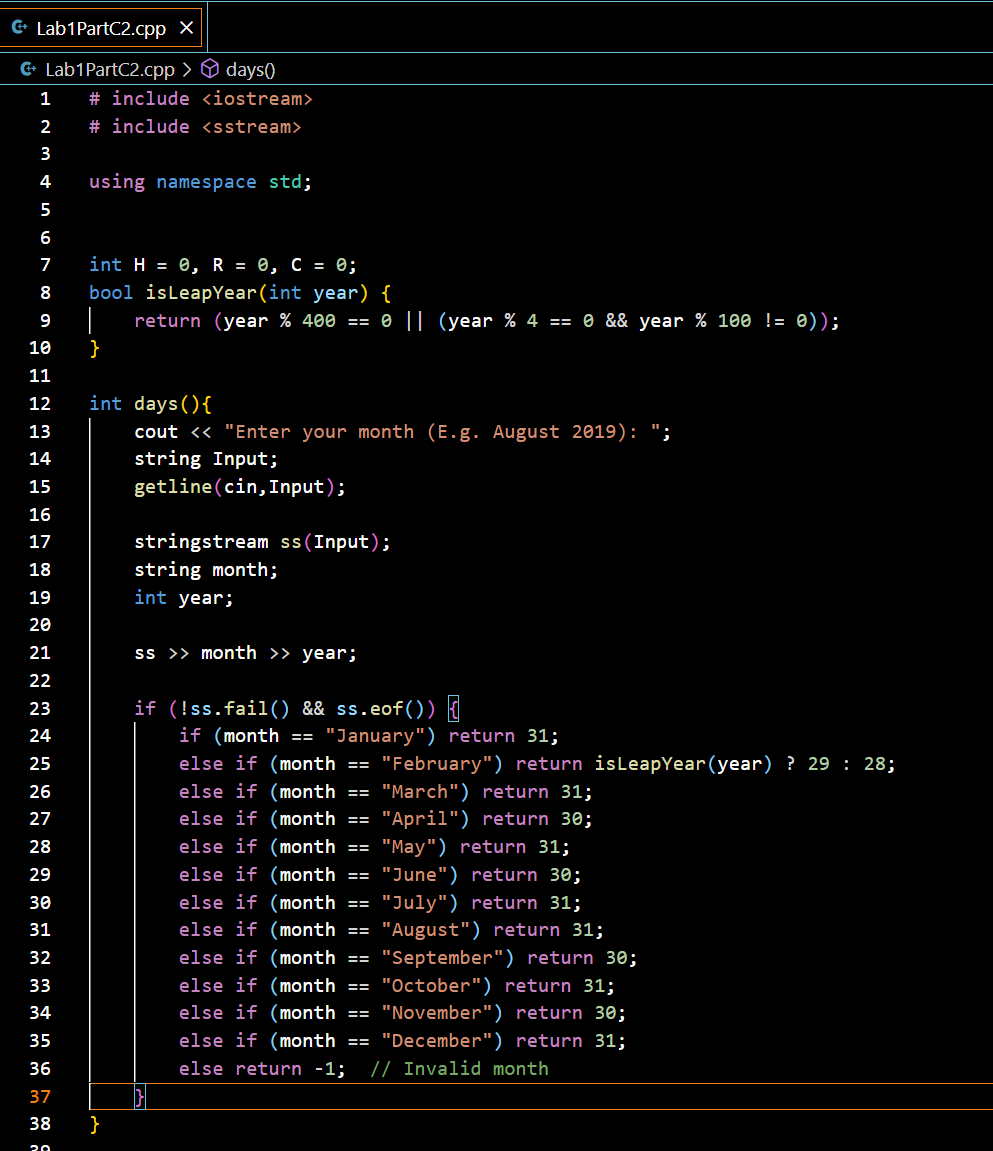 Lab1PartC2.cpp
Lab1PartC2.cpp > days()
1 # include <iostream>
2 # include <sstream>
3
4 using namespace std;
5
6
7 int H = 0, R = 0, C = 0;
8 bool isLeapYear(int year) {
9     return (year % 400 == 0 || (year % 4 == 0 && year % 100 != 0));
10 }
11
12 int days(){
13     cout << "Enter your month (E.g. August 2019): ";
14     string Input;
15     getline(cin,Input);
16
17     stringstream ss(Input);
18     string month;
19     int year;
20
21     ss >> month >> year;
22
23     if (!ss.fail() && ss.eof()) {
24         if (month == "January") return 31;
25         else if (month == "February") return isLeapYear(year) ? 29 : 28;
26         else if (month == "March") return 31;
27         else if (month == "April") return 30;
28         else if (month == "May") return 31;
29         else if (month == "June") return 30;
30         else if (month == "July") return 31;
31         else if (month == "August") return 31;
32         else if (month == "September") return 30;
33         else if (month == "October") return 31;
34         else if (month == "November") return 30;
35         else if (month == "December") return 31;
36         else return -1;  // Invalid month
37     }
38 }
39